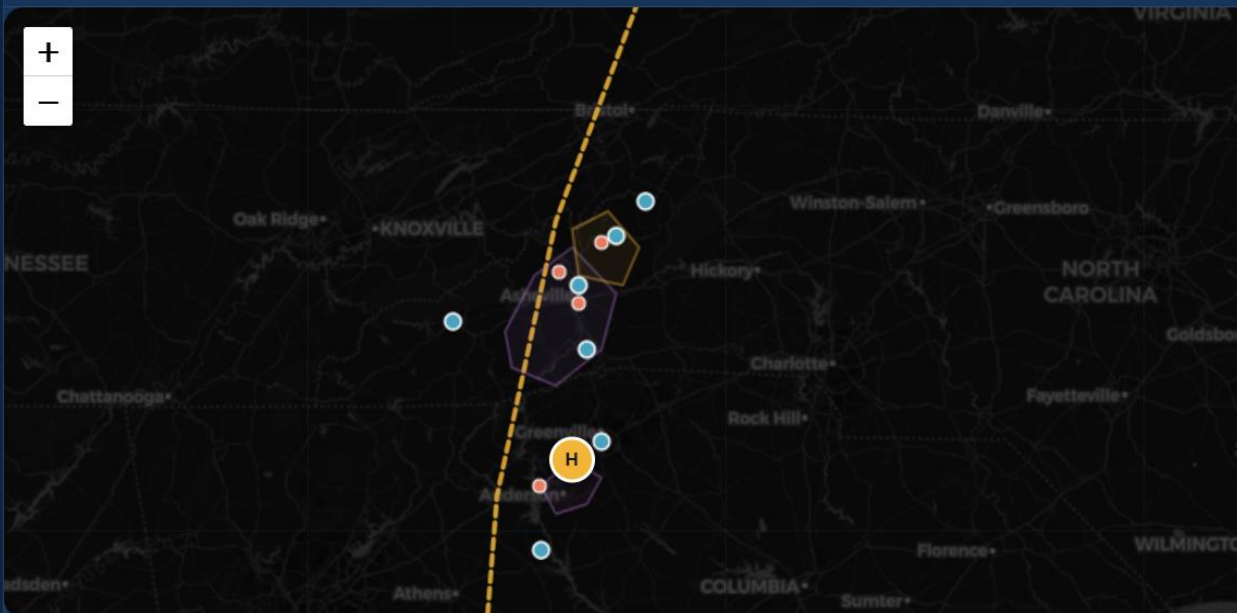 +
−
VIRGINIA
Bristol
Danville
Winston-Salem
Greensboro
Oak Ridge
KNOXVILLE
NESSEE
Hickory
NORTH
CAROLINA
Asheville
Goldsbo
Charlotte
Chattanooga
Fayetteville
Rock Hill
Greenville
H
Anderson
Florence
WILMINGTO
adsden
Athens
COLUMBIA
Sumter